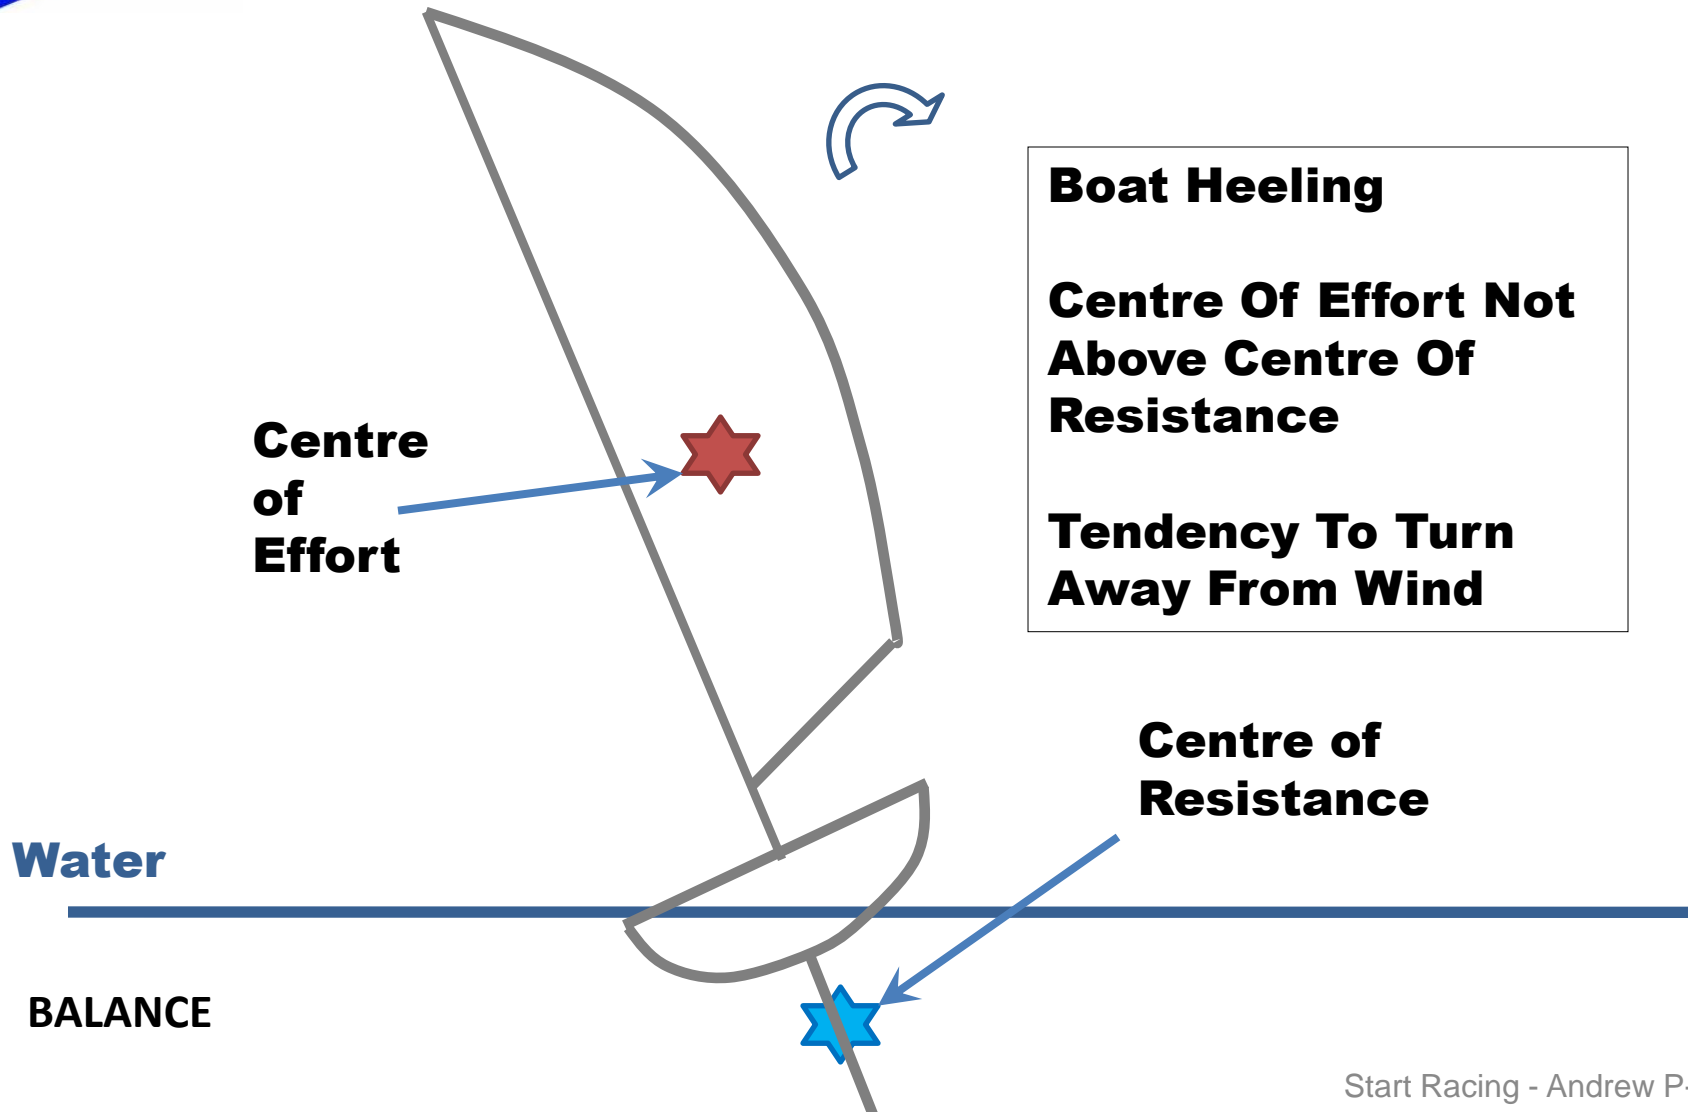 Boat Heeling
Centre Of Effort Not
Above Centre Of
Resistance
Tendency To Turn
Away From Wind
Centre
of
Effort
Centre of
Resistance
Water
BALANCE
Start Racing - Andrew P-